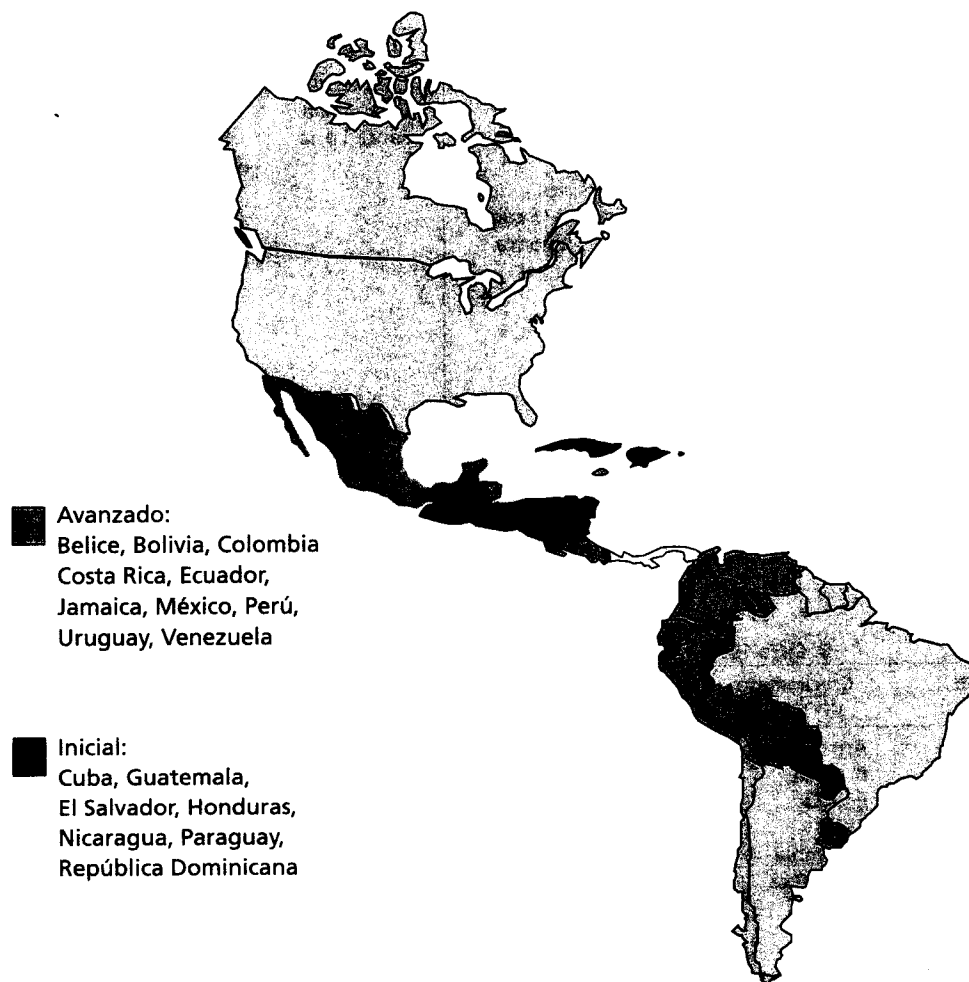 Avanzado:
Belice, Bolivia, Colombia
Costa Rica, Ecuador,
Jamaica, México, Perú,
Uruguay, Venezuela
Inicial:
Cuba, Guatemala,
El Salvador, Honduras,
Nicaragua, Paraguay,
República Dominicana